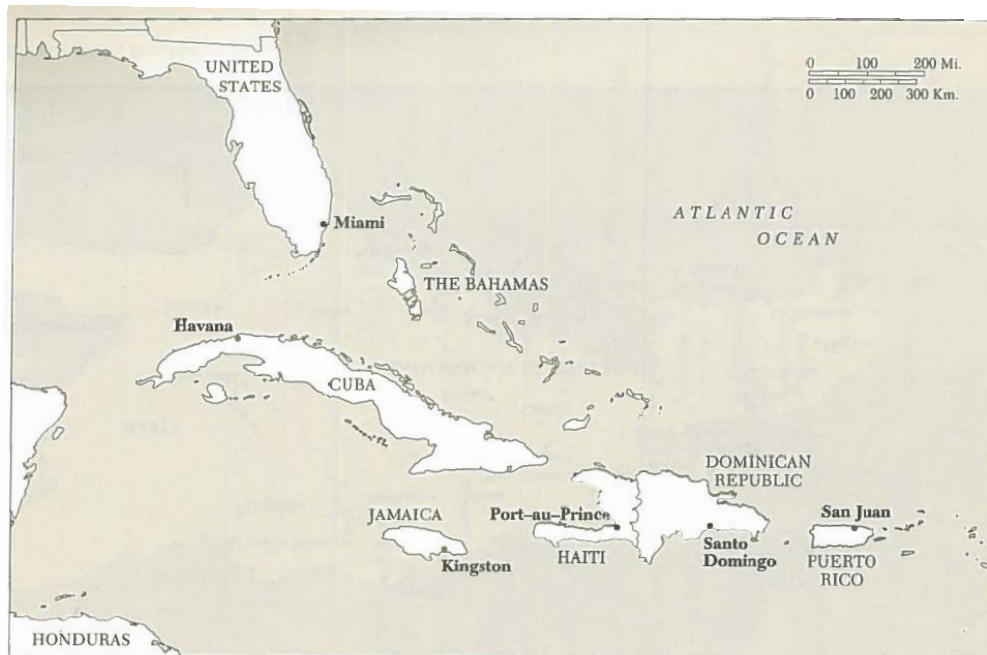 UNITED
STATES
0 100 200 Mi.
0 100 200 300 Km.
ATLANTIC
OCEAN
Miami
THE BAHAMAS
Havana
CUBA
DOMINICAN
REPUBLIC
JAMAICA
Port-au-Prince
San Juan
Kingston
HAITI
Santo
Domingo
PUERTO
RICO
HONDURAS